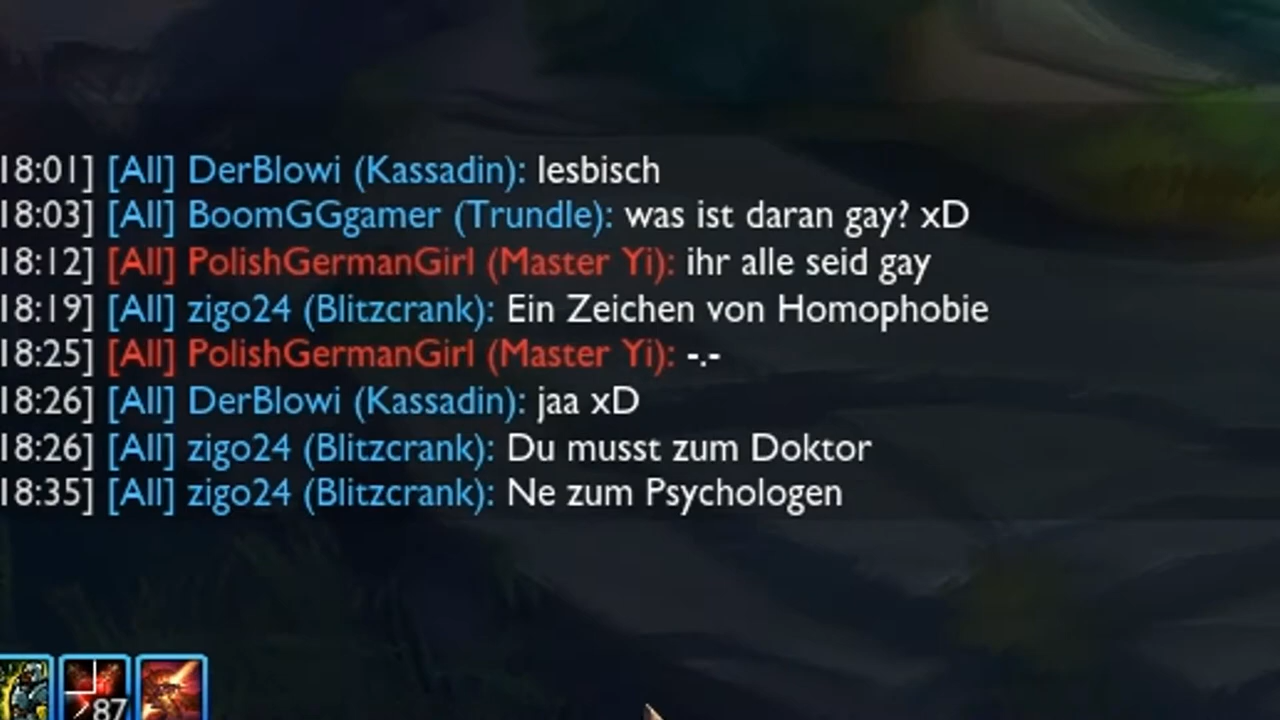 18:01] [All] DerBlowi (Kassadin): lesbisch
18:03] [All] BoomGGgamer (Trundle): was ist daran gay? xD
18:12] [All] PolishGermanGirl (Master Yi): ihr alle seid gay
18:19] [All] zigo24 (Blitzcrank): Ein Zeichen von Homophobie
18:25] [All] PolishGermanGirl (Master Yi): -.-
18:26] [All] DerBlowi (Kassadin): jaa xD
18:26] [All] zigo24 (Blitzcrank): Du musst zum Doktor
18:35] [All] zigo24 (Blitzcrank): Ne zum Psychologen
87